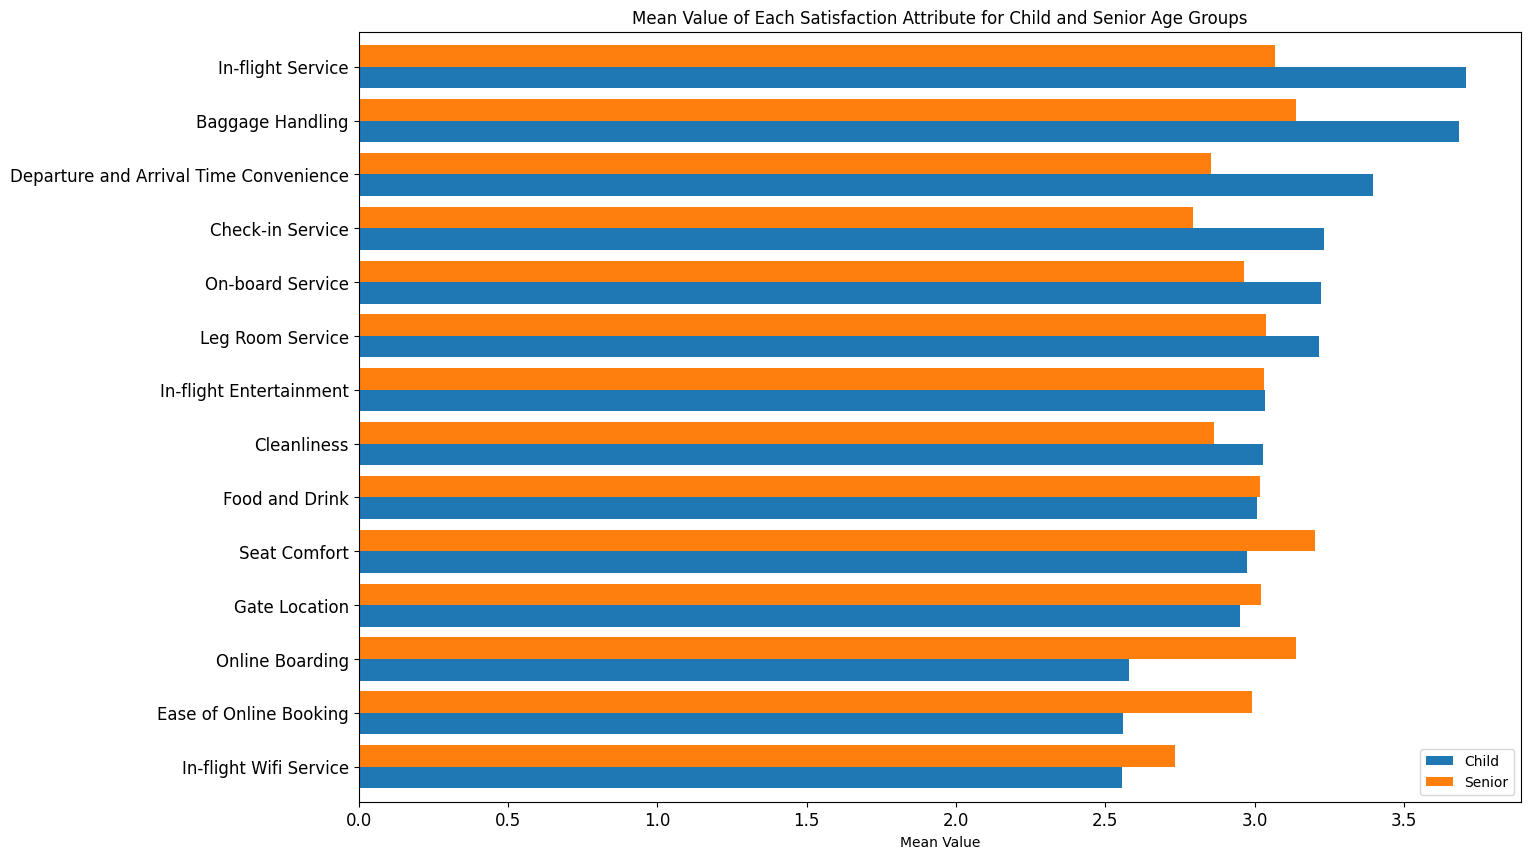 Mean Value of Each Satisfaction Attribute for Child and Senior Age Groups
In-flight Service
Baggage Handling
Departure and Arrival Time Convenience
Check-in Service
On-board Service
Leg Room Service
In-flight Entertainment
Cleanliness
Food and Drink
Seat Comfort
Gate Location
Online Boarding
Ease of Online Booking
In-flight Wifi Service
Child
Senior
0.0 0.5 1.0 1.5 2.0 2.5 3.0 3.5
Mean Value